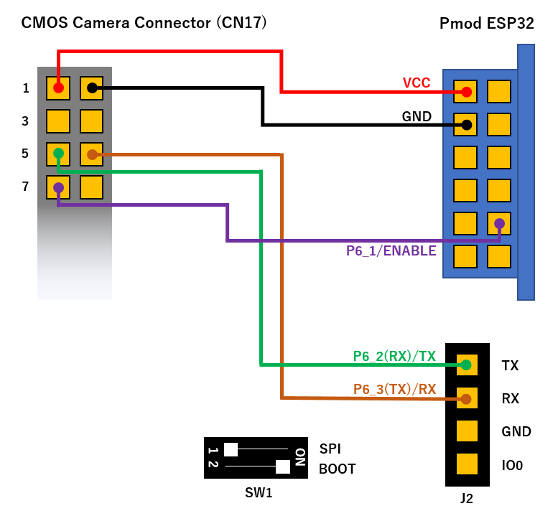 CMOS Camera Connector (CN17)
Pmod ESP32
1
3
5
7
VCC
GND
P6_1/ENABLE
P6_2(RX)/TX
P6_3(TX)/RX
TX
RX
GND
IO0
J2
1
2
ON
SPI
BOOT
SW1